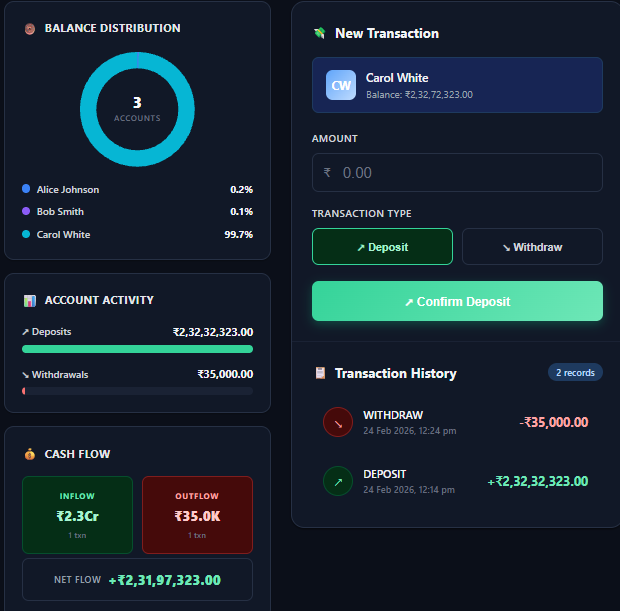 BALANCE DISTRIBUTION
3
ACCOUNTS
Alice Johnson 0.2%
Bob Smith 0.1%
Carol White 99.7%
ACCOUNT ACTIVITY
↗ Deposits ₹2,32,32,323.00
↘ Withdrawals ₹35,000.00
CASH FLOW
INFLOW
₹2.3Cr
1 txn
OUTFLOW
₹35.0K
1 txn
NET FLOW +₹2,31,97,323.00
New Transaction
CW
Carol White
Balance: ₹2,32,72,323.00
AMOUNT
₹ 0.00
TRANSACTION TYPE
↗ Deposit
↘ Withdraw
↗ Confirm Deposit
Transaction History 2 records
↘ WITHDRAW -₹35,000.00
24 Feb 2026, 12:24 pm
↗ DEPOSIT +₹2,32,32,323.00
24 Feb 2026, 12:14 pm